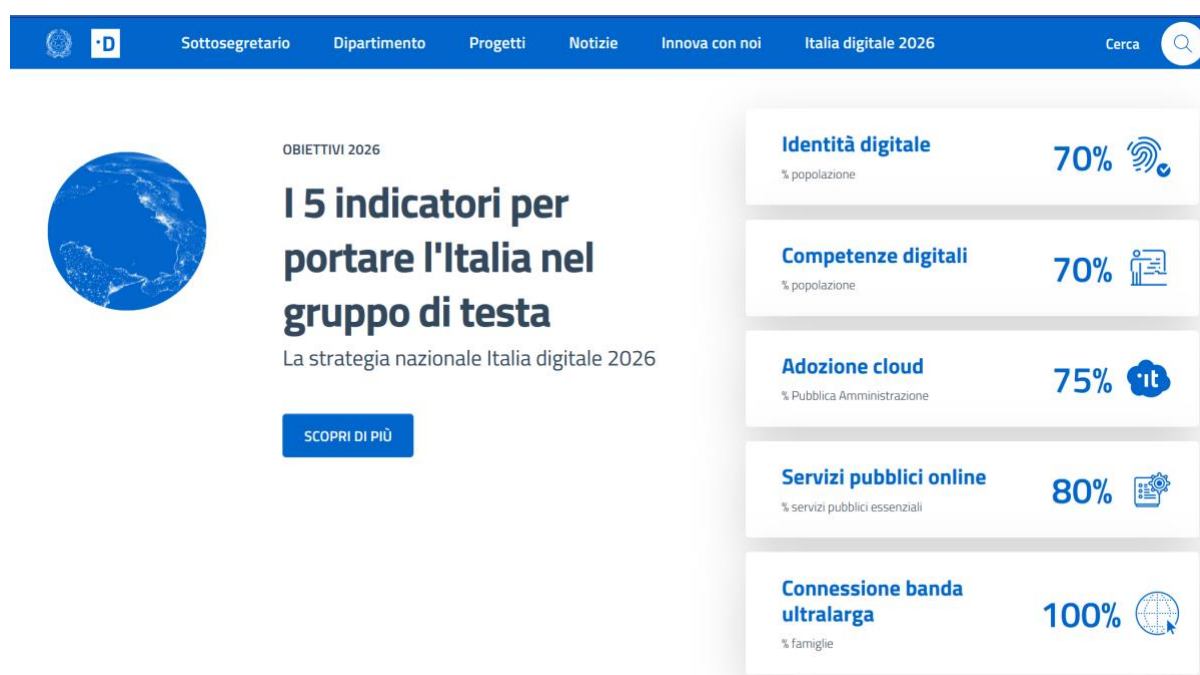 ·D Sottosegretario Dipartimento Progetti Notizie Innova con noi Italia digitale 2026 Cerca
OBIETTIVI 2026
I 5 indicatori per
portare l'Italia nel
gruppo di testa
La strategia nazionale Italia digitale 2026
SCOPRI DI PIÙ
Identità digitale
% popolazione
70%
Competenze digitali
% popolazione
70%
Adozione cloud
% Pubblica Amministrazione
75%
·it
Servizi pubblici online
% servizi pubblici essenziali
80%
Connessione banda
ultralarga
% famiglie
100%